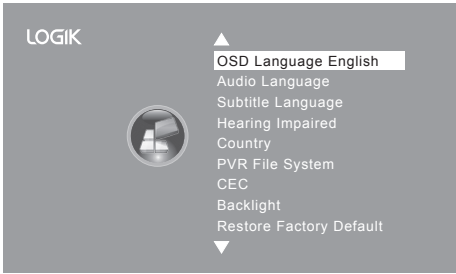 LOGIK
OSD Language English
Audio Language
Subtitle Language
Hearing Impaired
Country
PVR File System
CEC
Backlight
Restore Factory Default